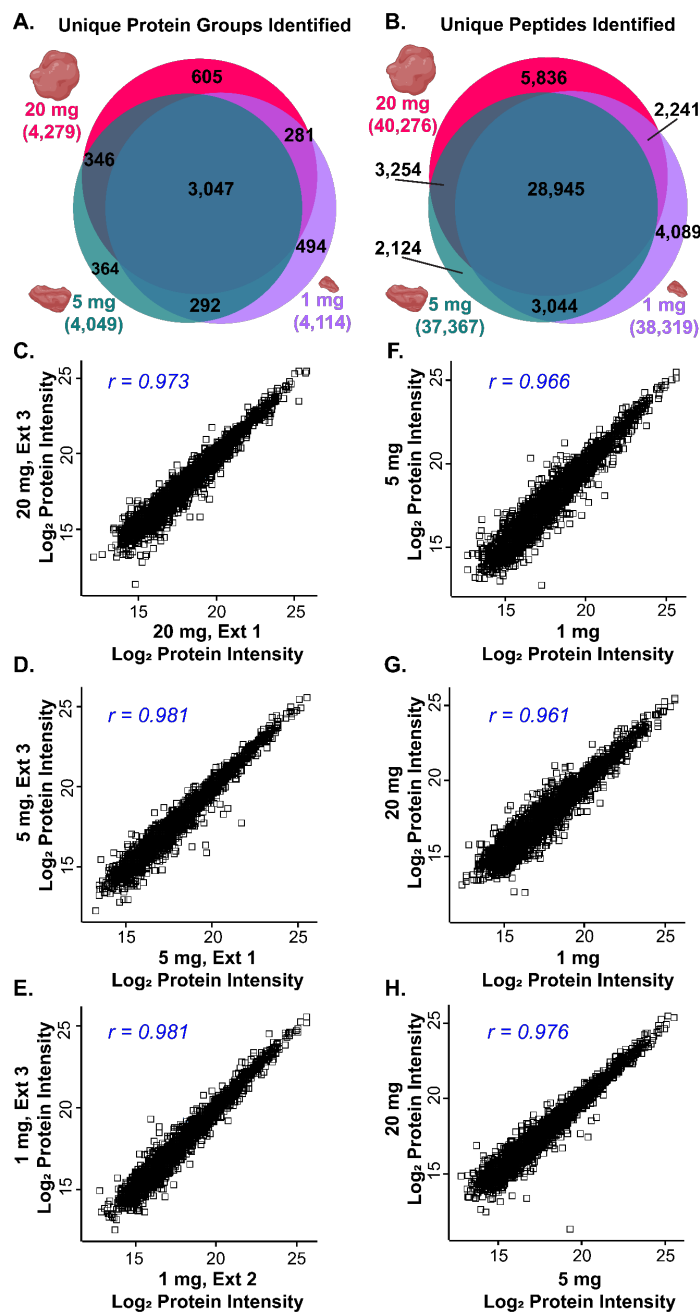 A. Unique Protein Groups Identified
605
20 mg
(4,279)
281
346
3,047
494
364
292
5 mg
(4,049)
1 mg
(4,114)
B. Unique Peptides Identified
5,836
20 mg
(40,276)
2,241
3,254
28,945
4,089
2,124
3,044
5 mg
(37,367)
1 mg
(38,319)
C.
r = 0.973
20 mg, Ext 3
Log₂ Protein Intensity
25
20
15
15 20 25
20 mg, Ext 1
Log₂ Protein Intensity
F.
r = 0.966
5 mg
Log₂ Protein Intensity
25
20
15
15 20 25
1 mg
Log₂ Protein Intensity
D.
r = 0.981
5 mg, Ext 3
Log₂ Protein Intensity
25
20
15
15 20 25
5 mg, Ext 1
Log₂ Protein Intensity
G.
r = 0.961
20 mg
Log₂ Protein Intensity
25
20
15
15 20 25
1 mg
Log₂ Protein Intensity
E.
r = 0.981
1 mg, Ext 3
Log₂ Protein Intensity
25
20
15
15 20 25
1 mg, Ext 2
Log₂ Protein Intensity
H.
r = 0.976
20 mg
Log₂ Protein Intensity
25
20
15
15 20 25
5 mg
Log₂ Protein Intensity